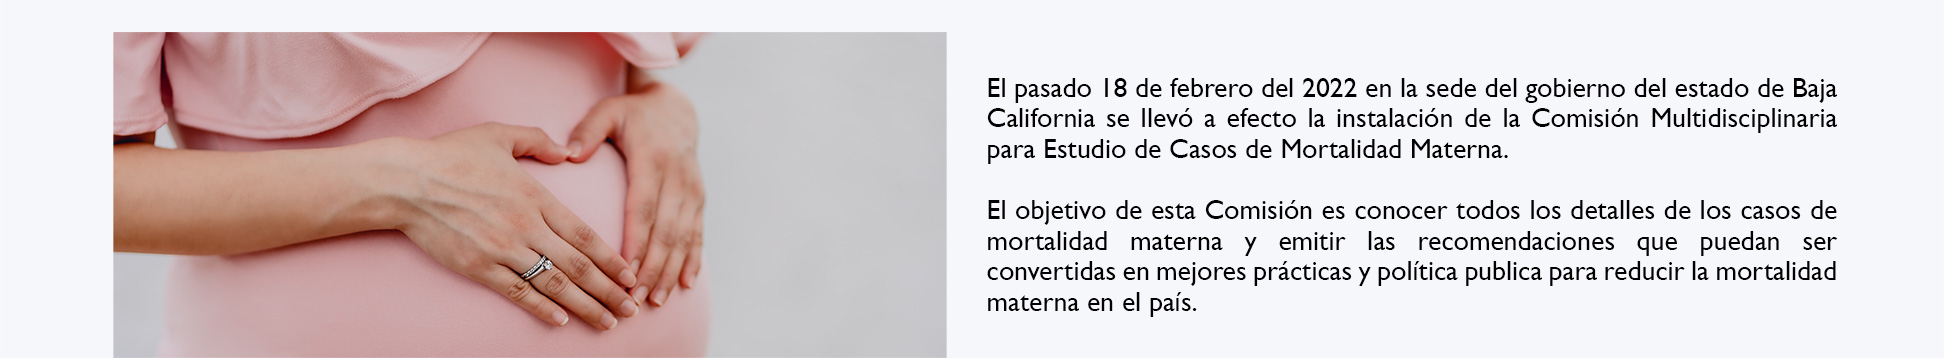 El pasado 18 de febrero del 2022 en la sede del gobierno del estado de Baja
California se llevó a efecto la instalación de la Comisión Multidisciplinaria
para Estudio de Casos de Mortalidad Materna.
El objetivo de esta Comisión es conocer todos los detalles de los casos de
mortalidad materna y emitir las recomendaciones que puedan ser
convertidas en mejores prácticas y política publica para reducir la mortalidad
materna en el país.